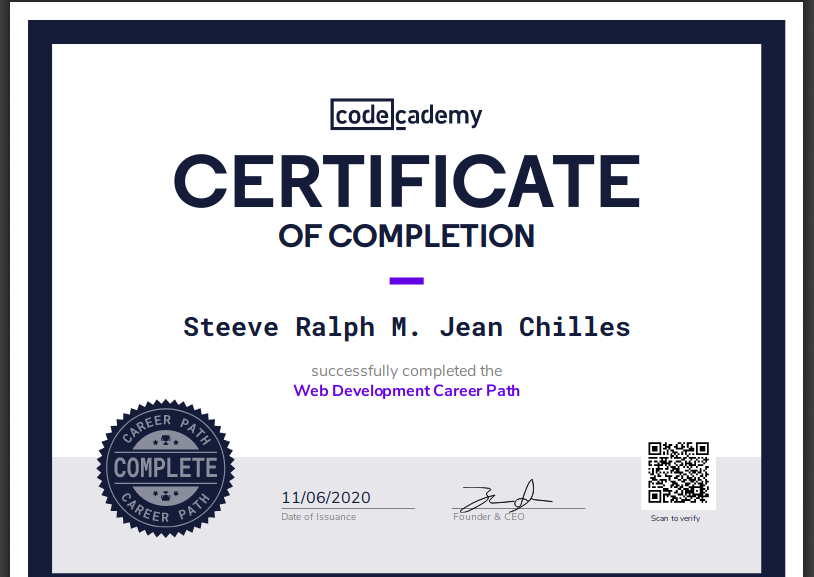 codecademy
CERTIFICATE
OF COMPLETION
Steeve Ralph M. Jean Chilles
successfully completed the
Web Development Career Path
CAREER PATH
COMPLETE
CAREER PATH
11/06/2020
Date of Issuance
Founder & CEO
Scan to verify